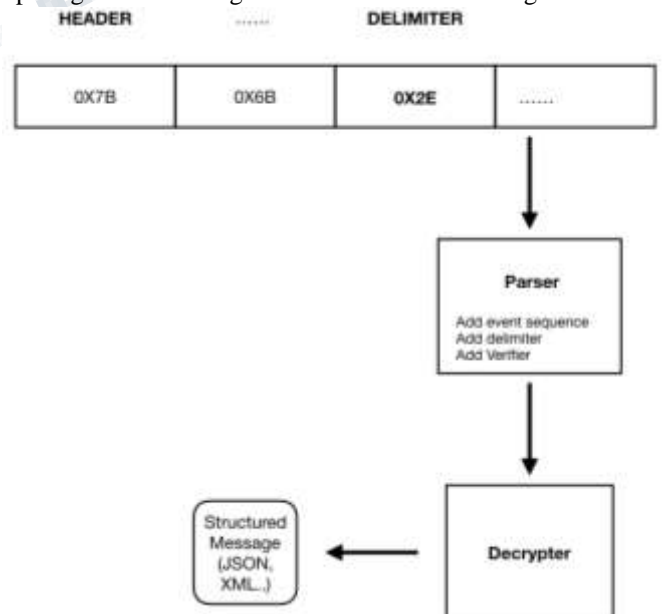 HEADER ...... DELIMITER
0X7B 0X6B 0X2E ......
Parser
Add event sequence
Add delimiter
Add Verifier
Structured
Message
(JSON,
XML..)
Decrypter